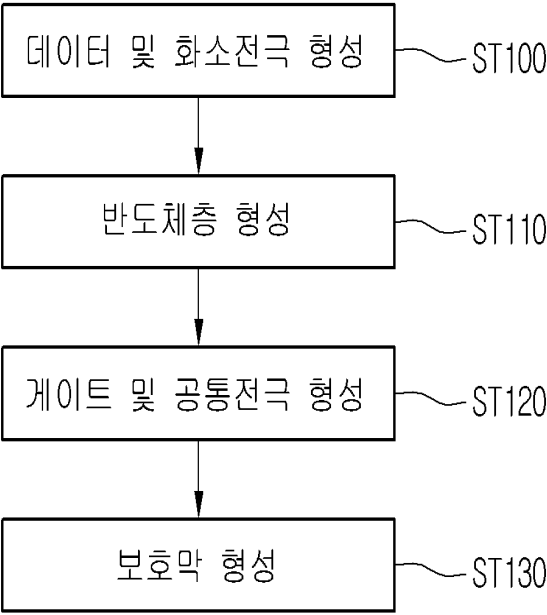 데이터 및 화소전극 형성
ST100
반도체층 형성
ST110
게이트 및 공통전극 형성
ST120
보호막 형성
ST130